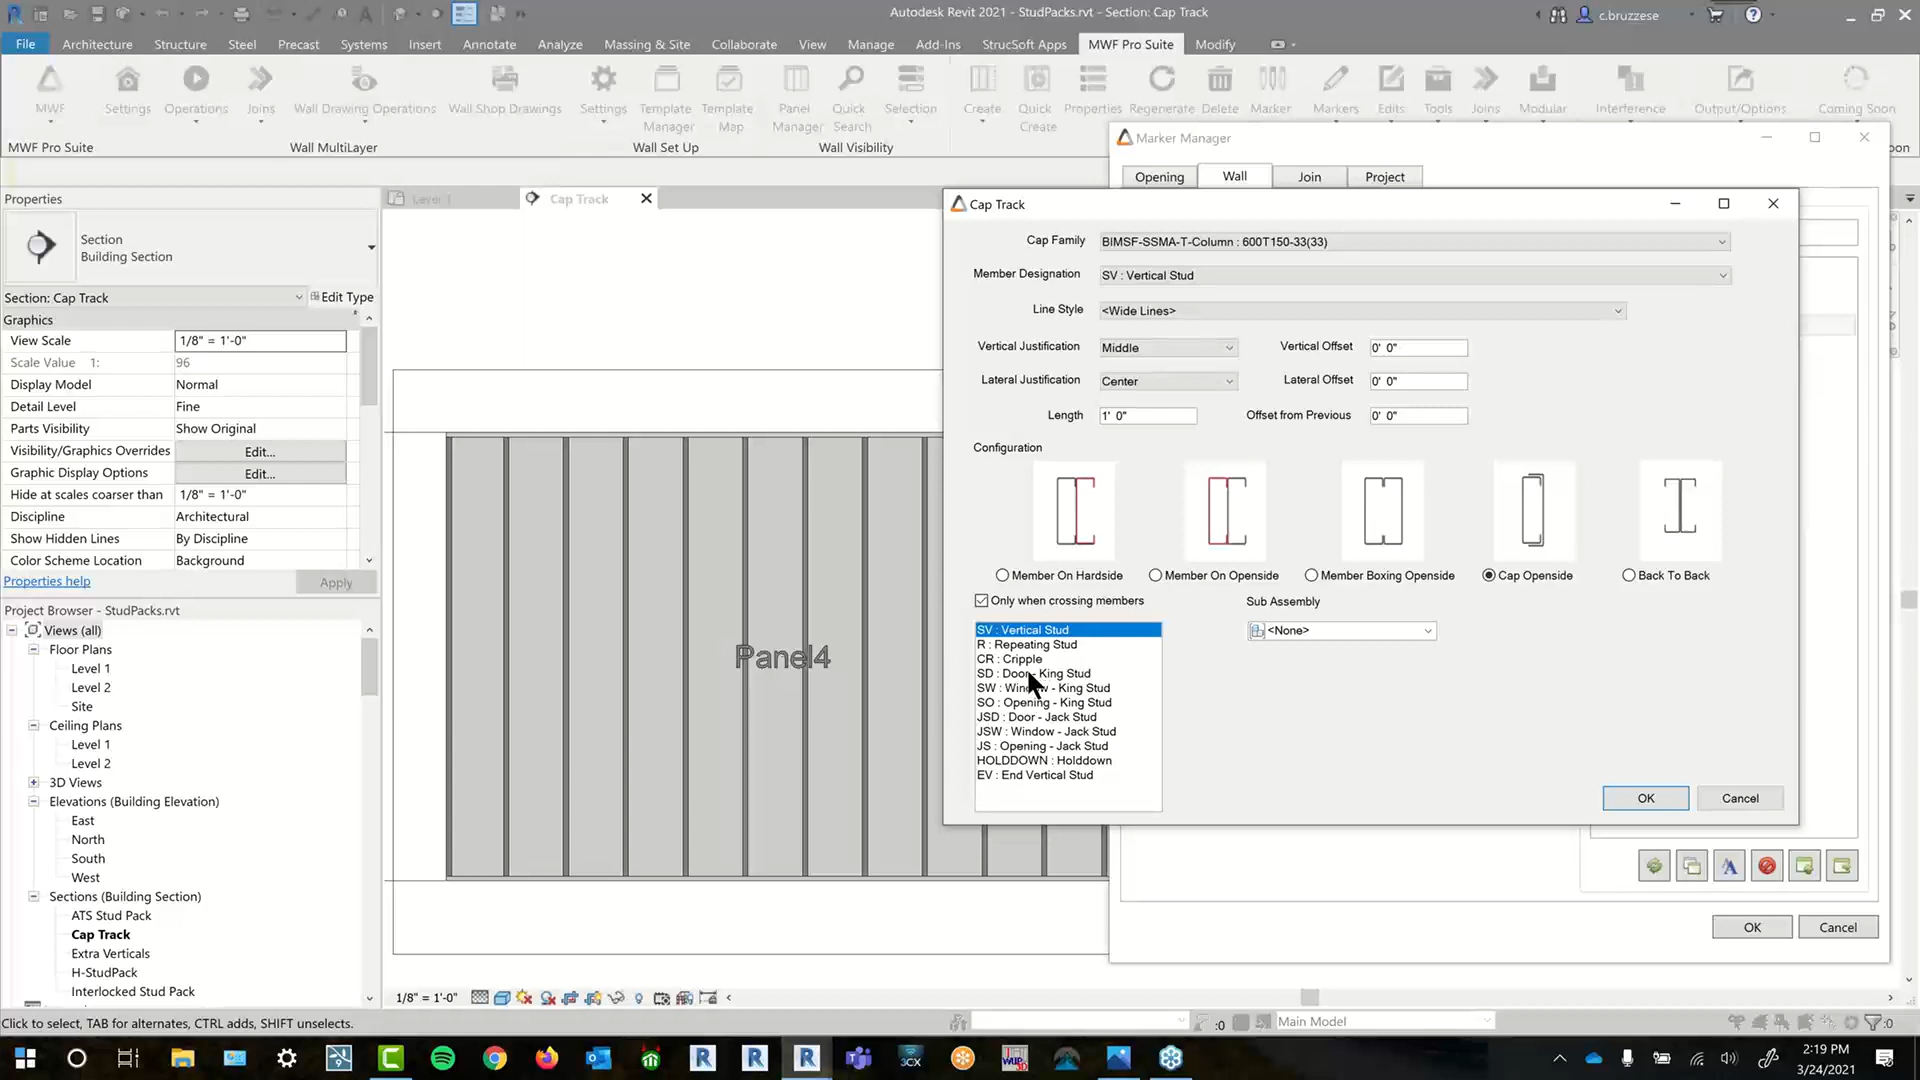 Autodesk Revit 2021 - StudPacks.rvt - Section: Cap Track
c.bruzzese
File
Architecture
Structure
Steel
Precast
Systems
Insert
Annotate
Analyze
Massing & Site
Collaborate
View
Manage
Add-Ins
StrucSoft Apps
MWF Pro Suite
Modify
MWF
Settings
Operations
Joins
Wall Drawing Operations
Wall Shop Drawings
Settings
Template Manager
Template Map
Panel Manager
Quick Search
Selection
Create
Quick Create
Properties
Regenerate
Delete
Marker
Markers
Edits
Tools
Joins
Modular
Interference
Output/Options
Coming Soon
MWF Pro Suite
Wall MultiLayer
Wall Set Up
Wall Visibility
oon
Marker Manager
Opening
Wall
Join
Project
Properties
Level 1
Cap Track
Section
Building Section
Section: Cap Track
Edit Type
Graphics
View Scale
1/8" = 1'-0"
Scale Value 1:
96
Display Model
Normal
Detail Level
Fine
Parts Visibility
Show Original
Visibility/Graphics Overrides
Edit...
Graphic Display Options
Edit...
Hide at scales coarser than
1/8" = 1'-0"
Discipline
Architectural
Show Hidden Lines
By Discipline
Color Scheme Location
Background
Properties help
Apply
Project Browser - StudPacks.rvt
Views (all)
Floor Plans
Level 1
Level 2
Site
Ceiling Plans
Level 1
Level 2
3D Views
Elevations (Building Elevation)
East
North
South
West
Sections (Building Section)
ATS Stud Pack
Cap Track
Extra Verticals
H-StudPack
Interlocked Stud Pack
Panel4
Cap Track
Cap Family
BIMSF-SSMA-T-Column : 600T150-33(33)
Member Designation
SV : Vertical Stud
Line Style
<Wide Lines>
Vertical Justification
Middle
Vertical Offset
0' 0"
Lateral Justification
Center
Lateral Offset
0' 0"
Length
1' 0"
Offset from Previous
0' 0"
Configuration
Member On Hardside
Member On Openside
Member Boxing Openside
Cap Openside
Back To Back
Only when crossing members
Sub Assembly
<None>
SV : Vertical Stud
R : Repeating Stud
CR : Cripple
SD : Door - King Stud
SW : Window - King Stud
SO : Opening - King Stud
JSD : Door - Jack Stud
JSW : Window - Jack Stud
JS : Opening - Jack Stud
HOLDDOWN : Holddown
EV : End Vertical Stud
OK
Cancel
OK
Cancel
1/8" = 1'-0"
Click to select, TAB for alternates, CTRL adds, SHIFT unselects.
:0
Main Model
:0
3CX
2:19 PM
3/24/2021